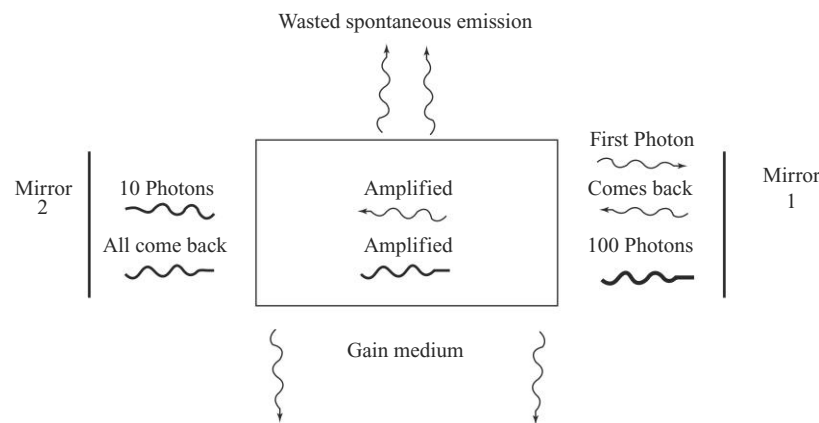 Wasted spontaneous emission
First Photon
Mirror
2
10 Photons
Amplified
Comes back
Mirror
1
All come back
Amplified
100 Photons
Gain medium